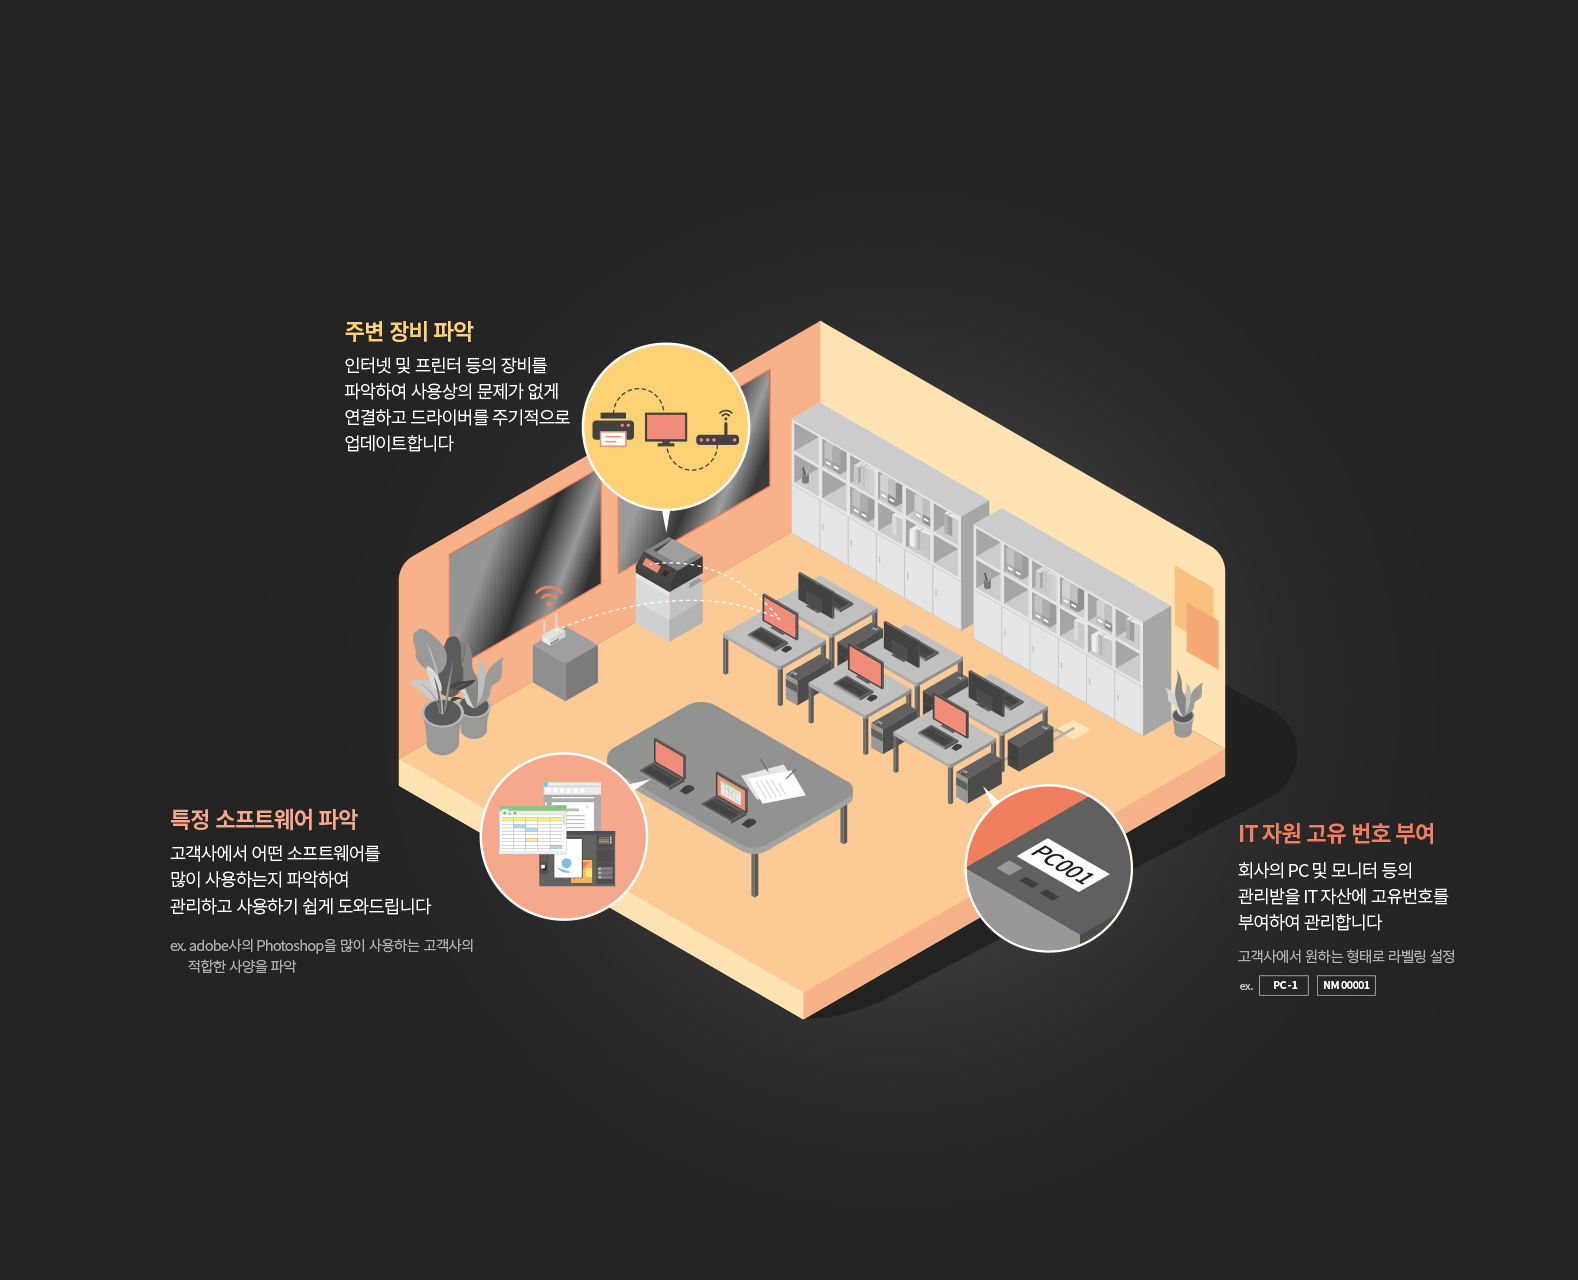 주변 장비 파악
인터넷 및 프린터 등의 장비를
파악하여 사용상의 문제가 없게
연결하고 드라이버를 주기적으로
업데이트합니다
특정 소프트웨어 파악
고객사에서 어떤 소프트웨어를
많이 사용하는지 파악하여
관리하고 사용하기 쉽게 도와드립니다
ex. adobe사의 Photoshop을 많이 사용하는 고객사의
적합한 사양을 파악
PC001
IT 자원 고유 번호 부여
회사의 PC 및 모니터 등의
관리받을 IT 자산에 고유번호를
부여하여 관리합니다
고객사에서 원하는 형태로 라벨링 설정
ex. PC-1 NM00001